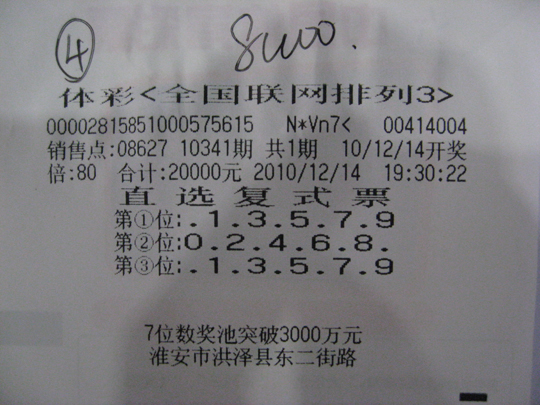 ④ 8000.
体彩<全国联网排列3>
00002815851000575615 N*Vn7< 00414004
销售点:08627 10341期 共1期 10/12/14开奖
倍:80 合计:20000元 2010/12/14 19:30:22
直选复式票
第①位:.1.3.5.7.9
第②位:0.2.4.6.8.
第③位:.1.3.5.7.9
7位数奖池突破3000万元
淮安市洪泽县东二街路